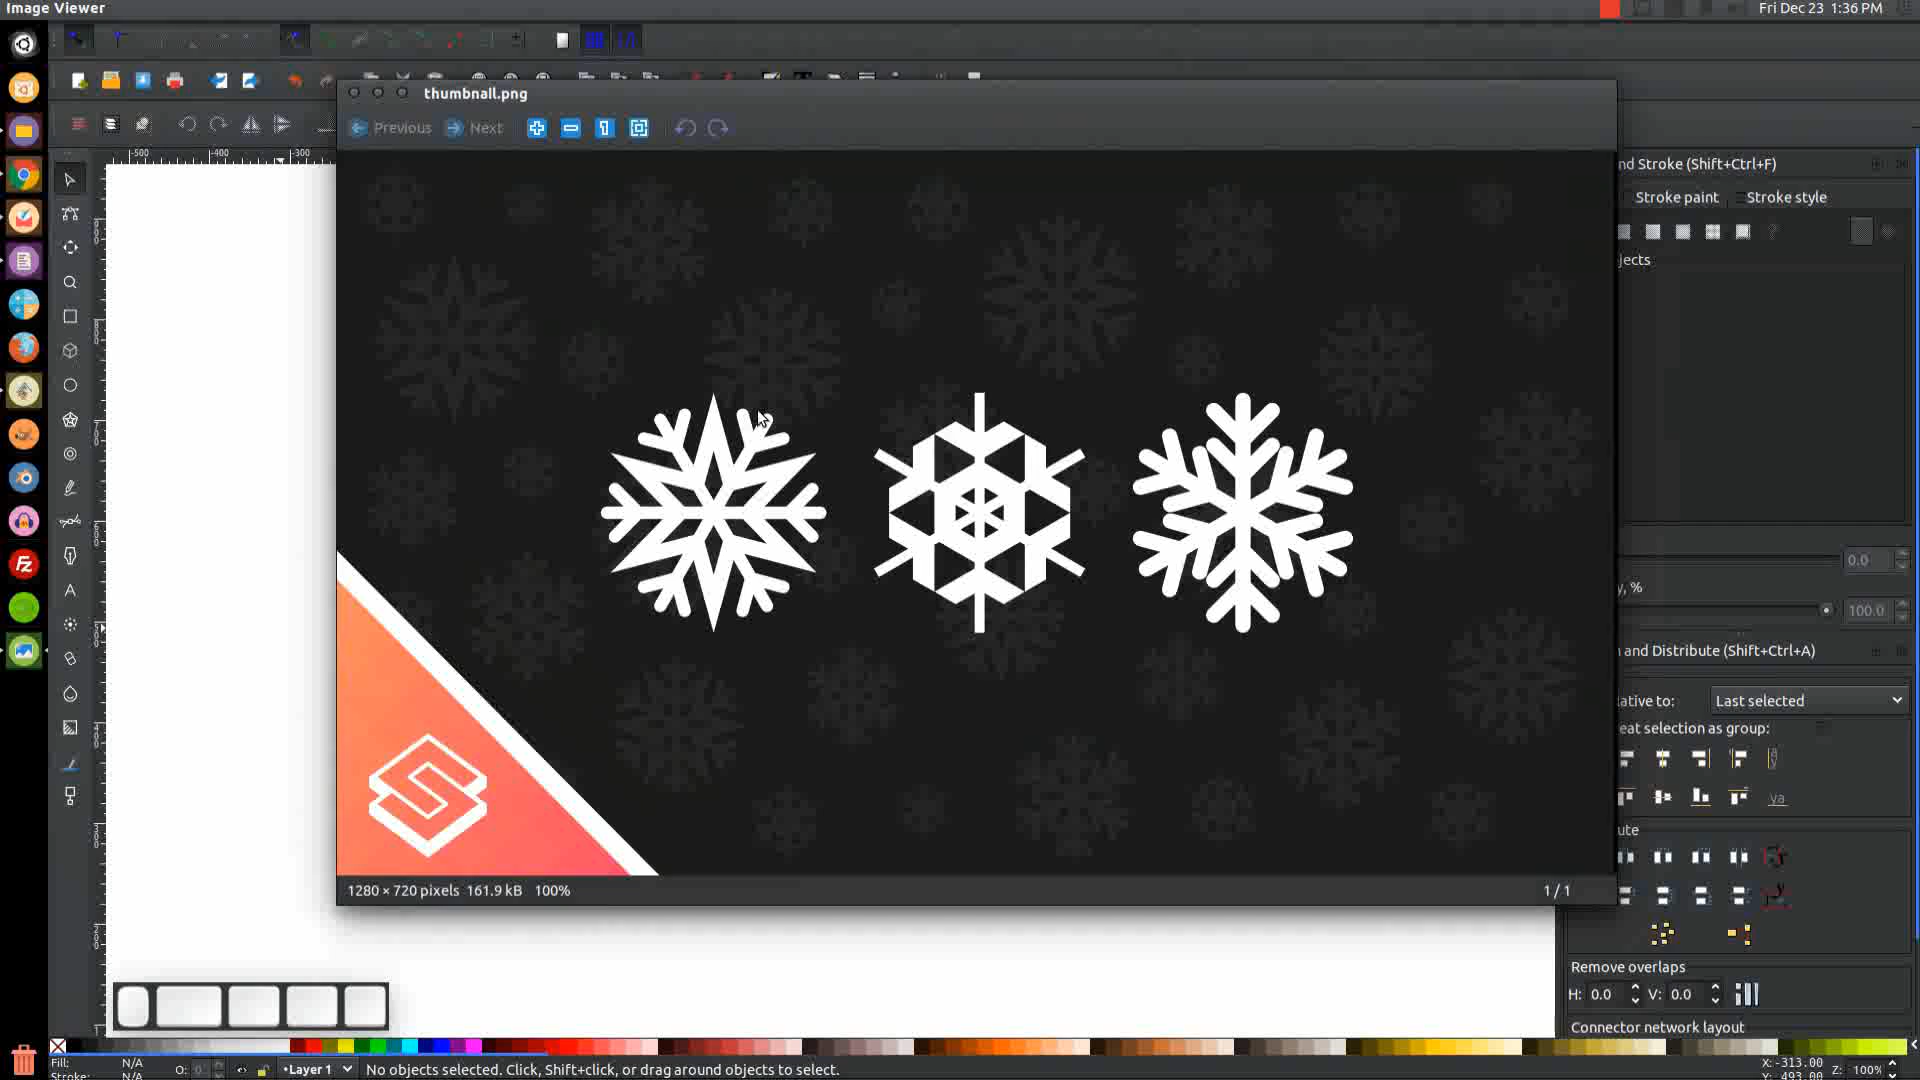 Image Viewer
Fri Dec 23 1:36 PM
thumbnail.png
Previous
Next
-500
-400
-300
nd Stroke (Shift+Ctrl+F)
Stroke paint
Stroke style
jects
0.0
y, %
100.0
and Distribute (Shift+Ctrl+A)
ative to:
Last selected
eat selection as group:
ute
1280 × 720 pixels 161.9 kB 100%
1 / 1
Remove overlaps
H: 0.0 V: 0.0
Connector network layout
Fill: N/A
Stroke: N/A
O: 0
•Layer 1
No objects selected. Click, Shift+click, or drag around objects to select.
X: -313.00
Y: 493.00
Z: 100%